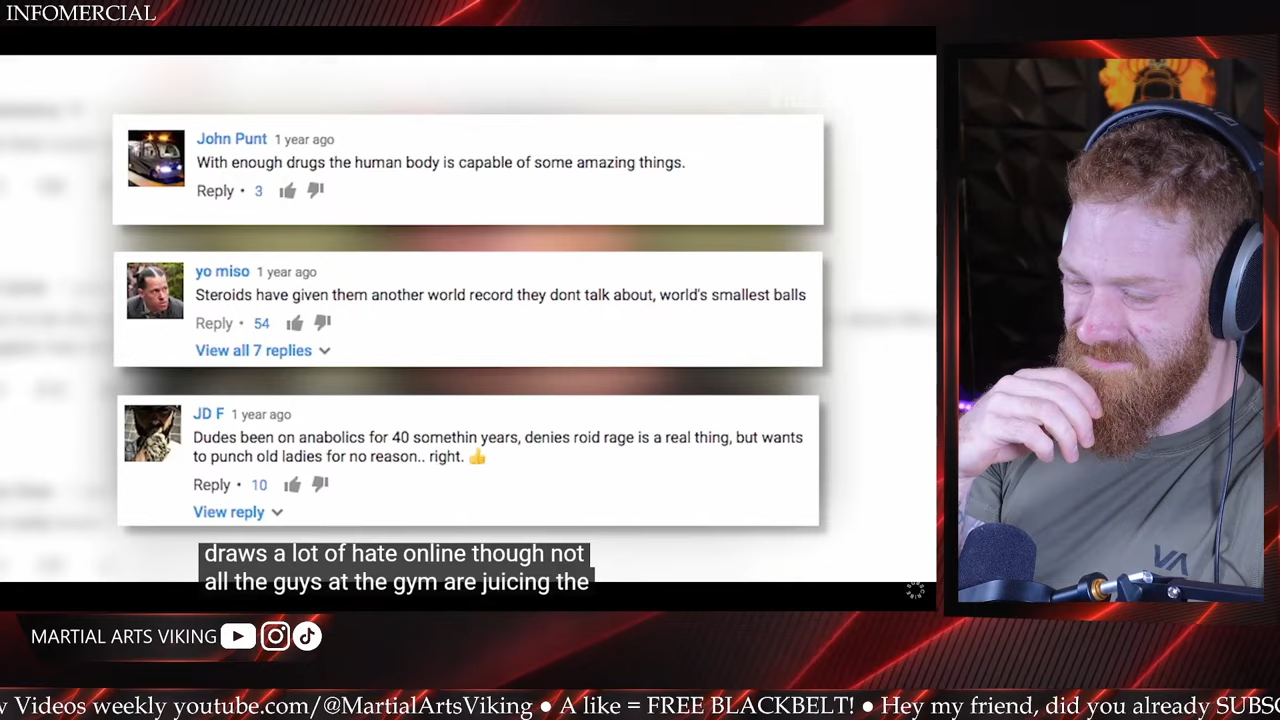 INFOMERCIAL
John Punt 1 year ago
With enough drugs the human body is capable of some amazing things.
Reply • 3
yo miso 1 year ago
Steroids have given them another world record they dont talk about, world's smallest balls
Reply • 54
View all 7 replies
JD F 1 year ago
Dudes been on anabolics for 40 somethin years, denies roid rage is a real thing, but wants
to punch old ladies for no reason.. right. 👍
Reply • 10
View reply
draws a lot of hate online though not
all the guys at the gym are juicing the
MARTIAL ARTS VIKING
w Videos weekly youtube.com/@MartialArtsViking ● A like = FREE BLACKBELT! ● Hey my friend, did you already SUBSC